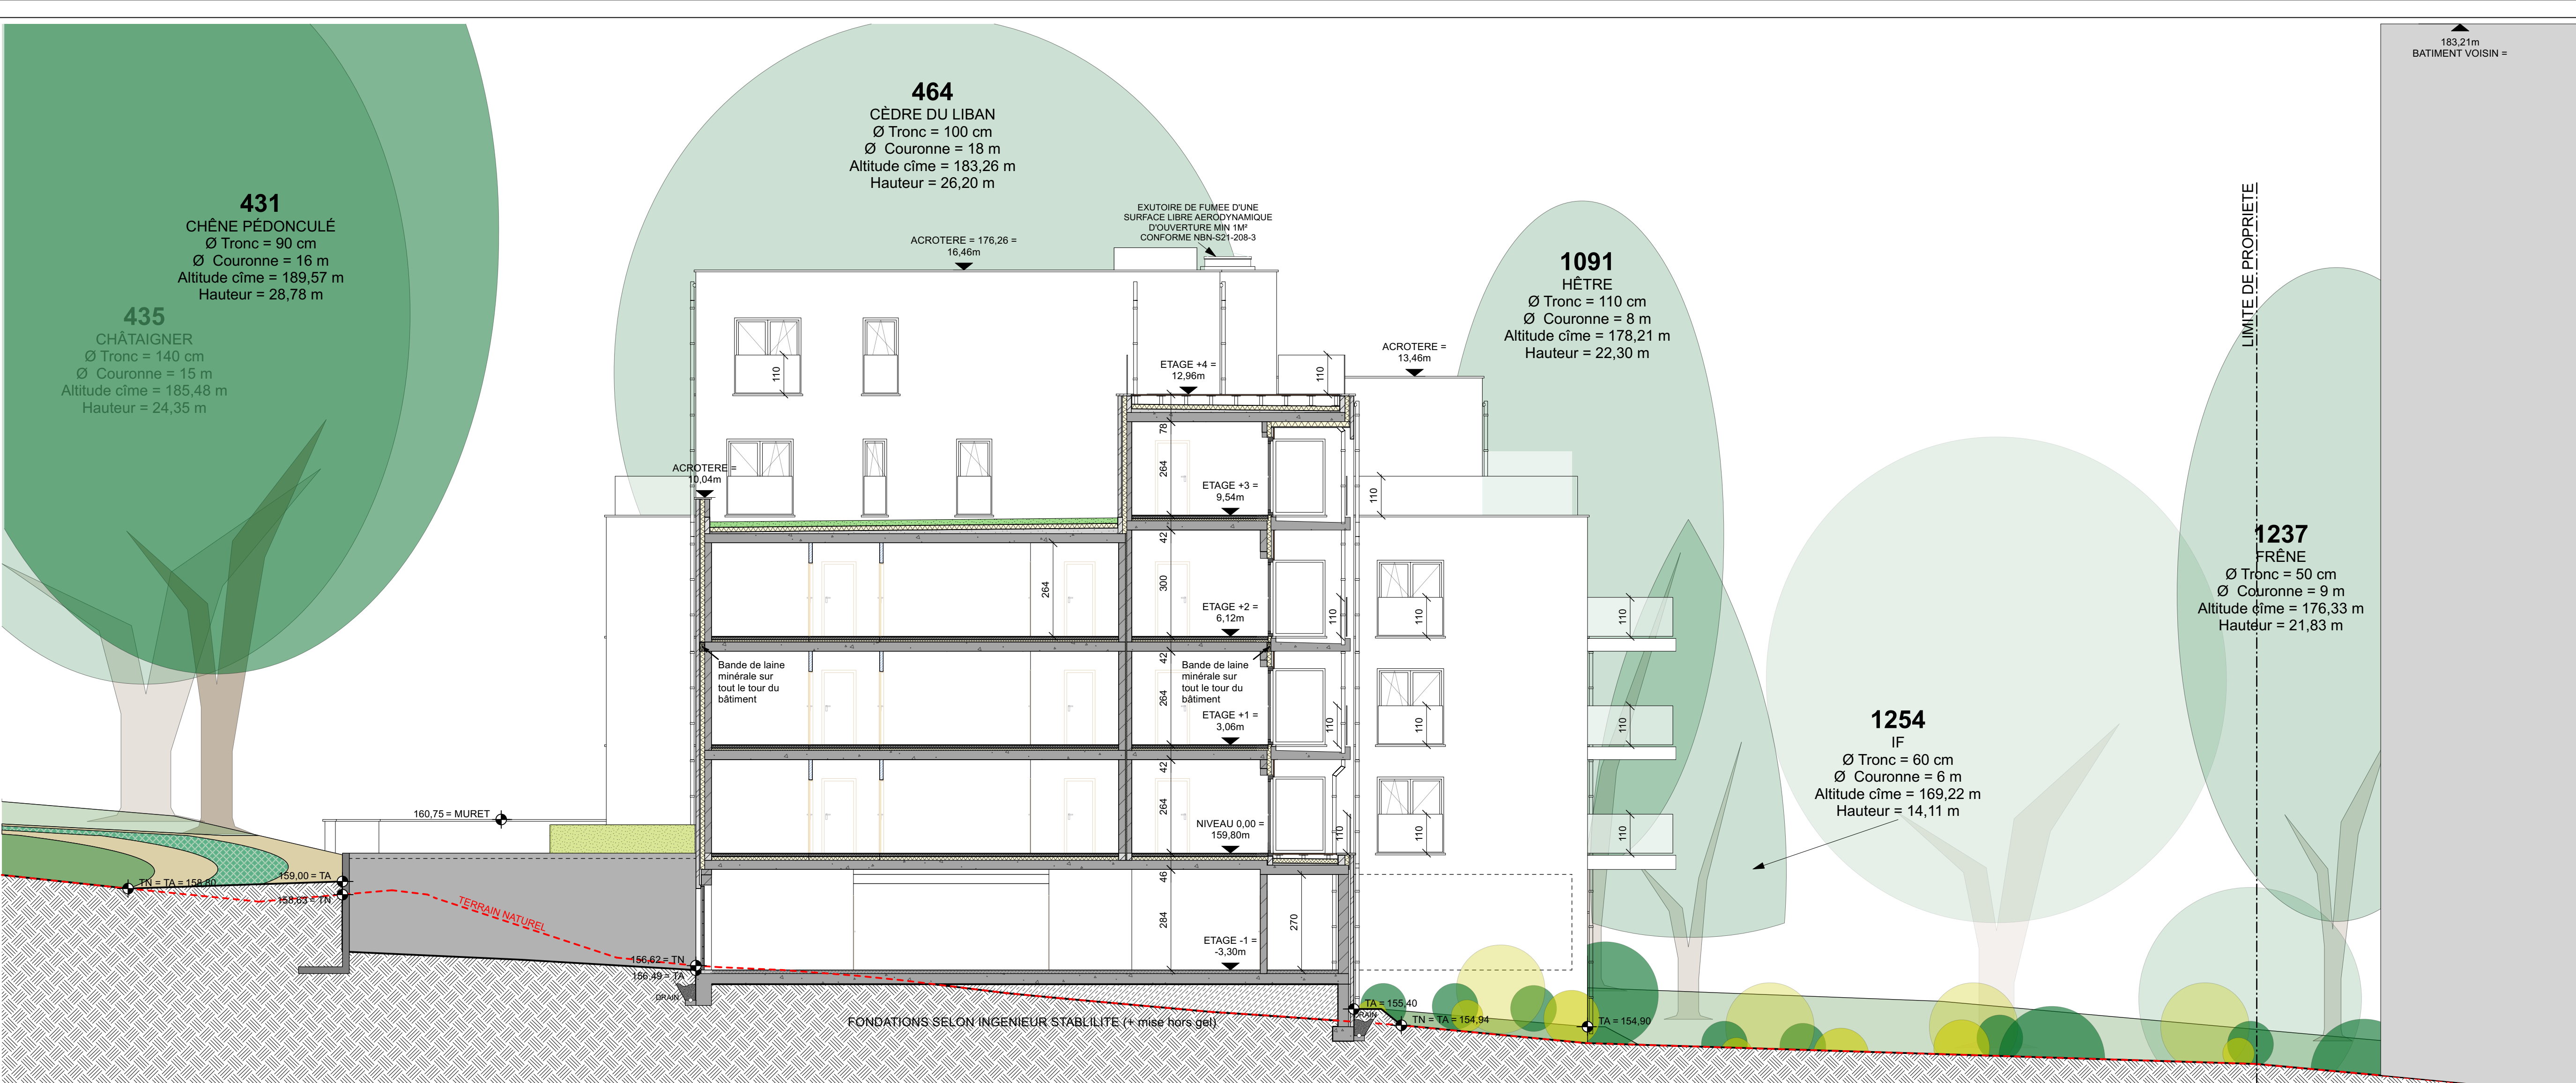 183,21m
BATIMENT VOISIN =
464
CÈDRE DU LIBAN
Ø Tronc = 100 cm
Ø Couronne = 18 m
Altitude cîme = 183,26 m
Hauteur = 26,20 m
431
CHÊNE PÉDONCULÉ
Ø Tronc = 90 cm
Ø Couronne = 16 m
Altitude cîme = 189,57 m
Hauteur = 28,78 m
435
CHÂTAIGNER
Ø Tronc = 140 cm
Ø Couronne = 15 m
Altitude cîme = 185,48 m
Hauteur = 24,35 m
EXUTOIRE DE FUMEE D'UNE
SURFACE LIBRE AERODYNAMIQUE
D'OUVERTURE MIN 1M²
CONFORME NBN-S21-208-3
ACROTERE = 176,26 =
16,46m
1091
HÊTRE
Ø Tronc = 110 cm
Ø Couronne = 8 m
Altitude cîme = 178,21 m
Hauteur = 22,30 m
LIMITE DE PROPRIETE
ACROTERE =
13,46m
ETAGE +4 =
12,96m
110
110
78
264
ACROTERE =
10,04m
ETAGE +3 =
9,54m
110
42
300
264
ETAGE +2 =
6,12m
110
110
110
1237
FRÊNE
Ø Tronc = 50 cm
Ø Couronne = 9 m
Altitude cîme = 176,33 m
Hauteur = 21,83 m
Bande de laine
minérale sur
tout le tour du
bâtiment
Bande de laine
minérale sur
tout le tour du
bâtiment
42
264
ETAGE +1 =
3,06m
110
110
110
1254
IF
Ø Tronc = 60 cm
Ø Couronne = 6 m
Altitude cîme = 169,22 m
Hauteur = 14,11 m
42
264
NIVEAU 0,00 =
159,80m
110
110
110
160,75 = MURET
TN = TA = 158,80
159,00 = TA
158,63 = TN
TERRAIN NATUREL
46
284
270
ETAGE -1 =
-3,30m
156,62 = TN
156,49 = TA
DRAIN
TA = 155,40
DRAIN
TN = TA = 154,94
TA = 154,90
FONDATIONS SELON INGENIEUR STABLILITE (+ mise hors gel)